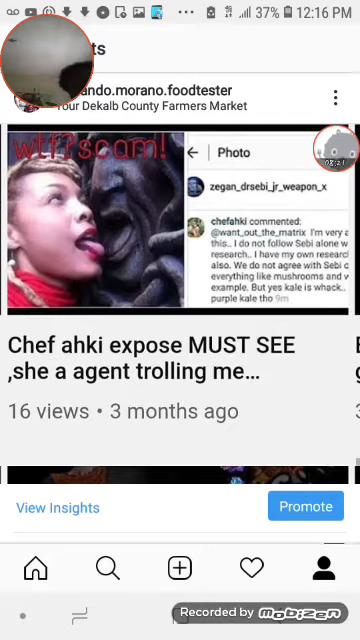 37% 12:16 PM
ts
ando.morano.foodtester
Your Dekalb County Farmers Market
wtf?scam!
Photo
08:21
zegan_drsebi_jr_weapon_x
chefahki commented:
@want_out_the_matrix I'm very a
this.. I do not follow Sebi alone w
research.. I have my own researc
also. We do not agree with Sebi o
everything like mushrooms and w
example. But yes kale is whack..
purple kale tho 9m
Chef ahki expose MUST SEE
,she a agent trolling me...
16 views • 3 months ago
View Insights
Promote
Recorded by mobizen